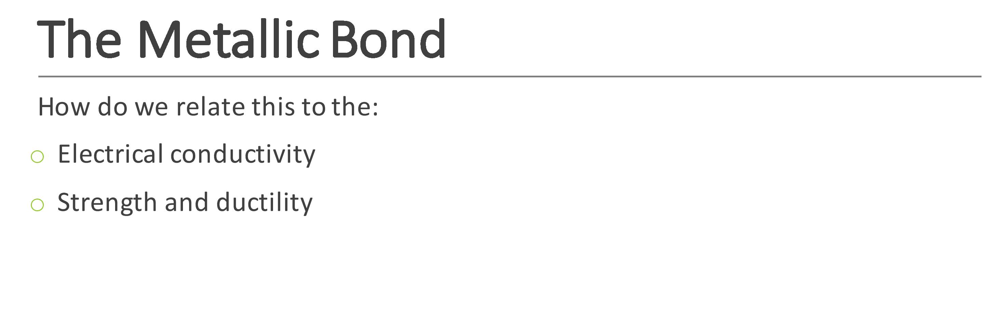 The Metallic Bond
How do we relate this to the:
Electrical conductivity
Strength and ductility